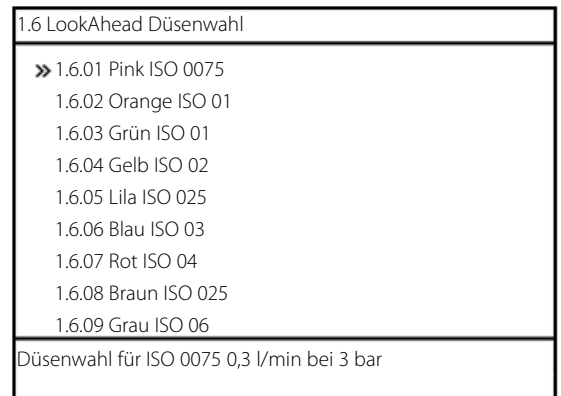 1.6 LookAhead Düsenwahl
» 1.6.01 Pink ISO 0075
1.6.02 Orange ISO 01
1.6.03 Grün ISO 01
1.6.04 Gelb ISO 02
1.6.05 Lila ISO 025
1.6.06 Blau ISO 03
1.6.07 Rot ISO 04
1.6.08 Braun ISO 025
1.6.09 Grau ISO 06
Düsenwahl für ISO 0075 0,3 l/min bei 3 bar